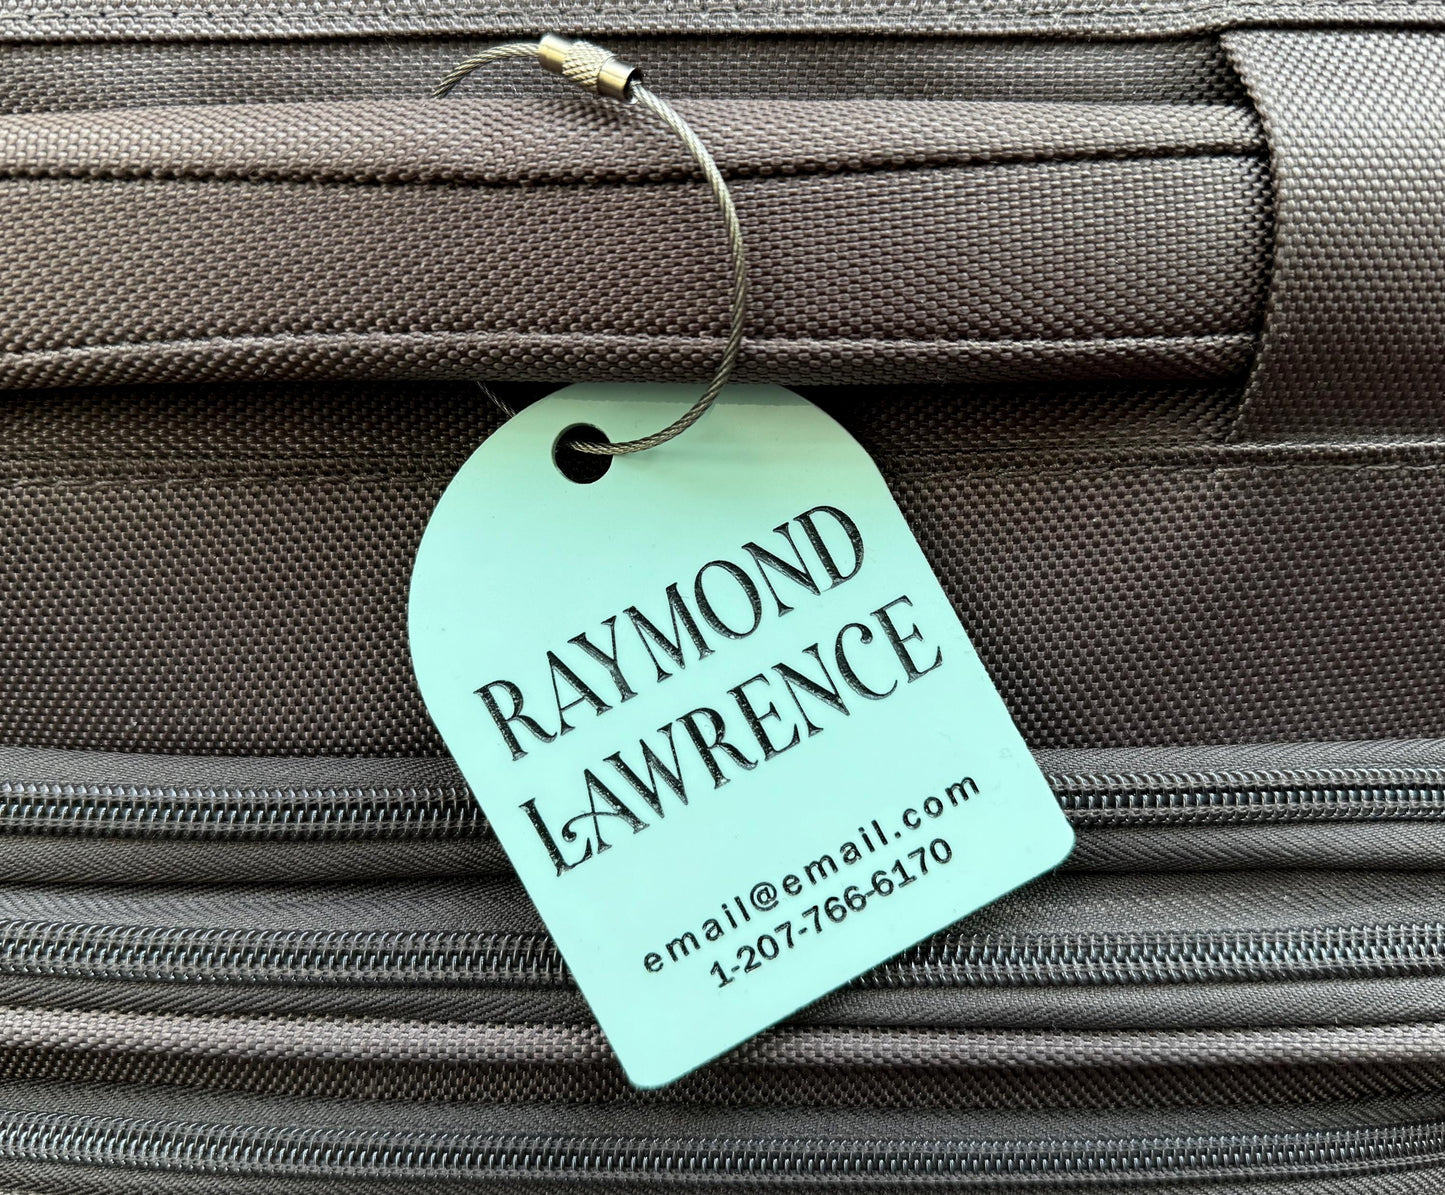 RAYMOND
LAWRENCE
email@email.com
1-207-766-6170